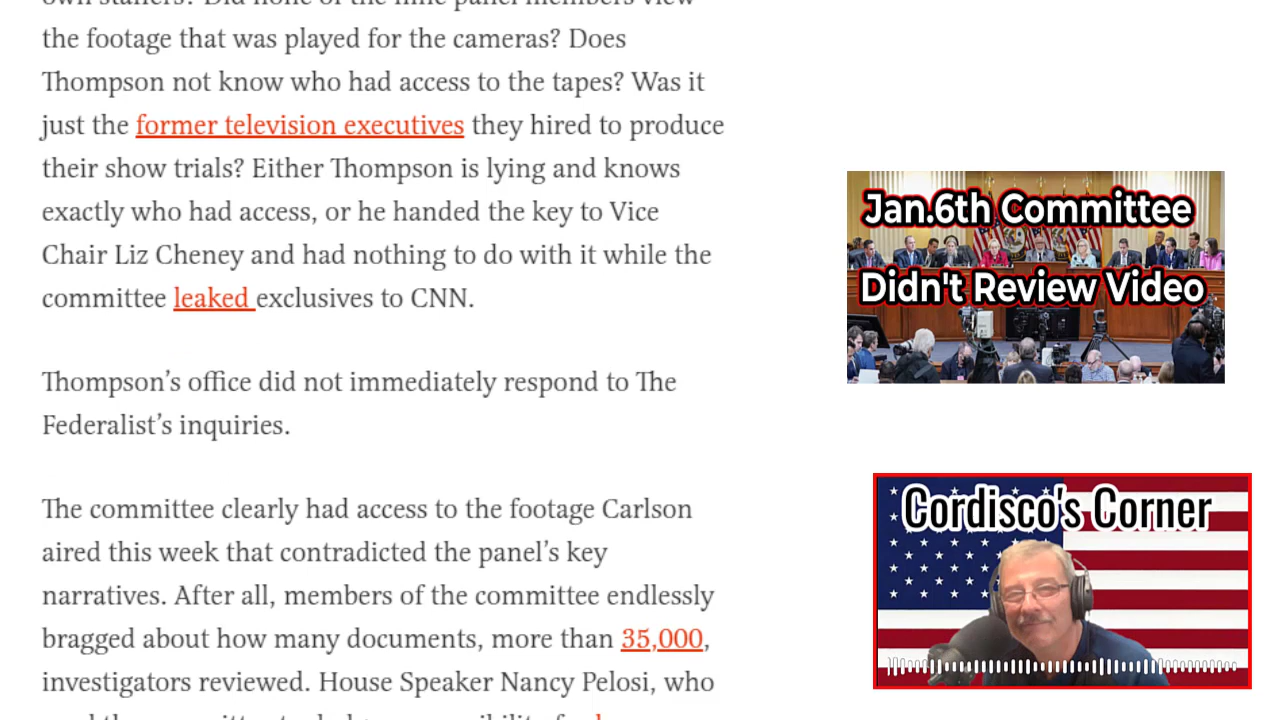 own staffers? Did none of the nine panel members view
the footage that was played for the cameras? Does
Thompson not know who had access to the tapes? Was it
just the former television executives they hired to produce
their show trials? Either Thompson is lying and knows
exactly who had access, or he handed the key to Vice
Chair Liz Cheney and had nothing to do with it while the
committee leaked exclusives to CNN.
Thompson’s office did not immediately respond to The
Federalist’s inquiries.
The committee clearly had access to the footage Carlson
aired this week that contradicted the panel’s key
narratives. After all, members of the committee endlessly
bragged about how many documents, more than 35,000,
investigators reviewed. House Speaker Nancy Pelosi, who
Jan.6th Committee
Didn't Review Video
Cordisco's Corner